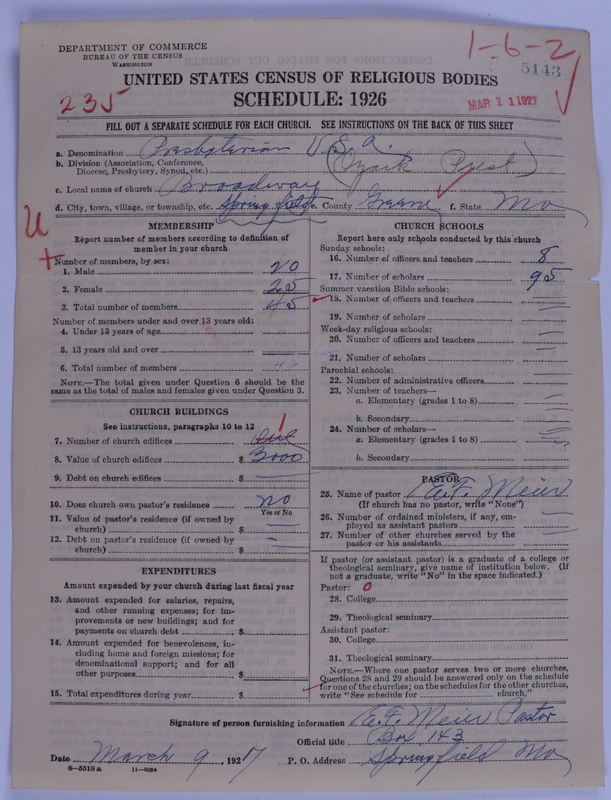 DEPARTMENT OF COMMERCE
BUREAU OF THE CENSUS
WASHINGTON
1-6-2
5143
UNITED STATES CENSUS OF RELIGIOUS BODIES
235
SCHEDULE: 1926
MAR 11 1927
FILL OUT A SEPARATE SCHEDULE FOR EACH CHURCH. SEE INSTRUCTIONS ON THE BACK OF THIS SHEET
a. Denomination Presbyterian U.S.A.
b. Division (Association, Conference, Diocese, Presbytery, Synod, etc.) (Ozark Presb)
c. Local name of church Broadway
d. City, town, village, or township, etc. Springfield e. County Greene f. State Mo
MEMBERSHIP
Report number of members according to definition of member in your church
Number of members, by sex:
1. Male 20
2. Female 25
3. Total number of members 45
Number of members under and over 13 years old:
4. Under 13 years of age
5. 13 years old and over
6. Total number of members
NOTE.—The total given under Question 6 should be the same as the total of males and females given under Question 3.
CHURCH BUILDINGS
See instructions, paragraphs 10 to 12
7. Number of church edifices one 1
8. Value of church edifices $ 3000
9. Debt on church edifices $ —
10. Does church own pastor's residence no
Yes or No
11. Value of pastor's residence (if owned by church) $ —
12. Debt on pastor's residence (if owned by church) $ —
EXPENDITURES
Amount expended by your church during last fiscal year
13. Amount expended for salaries, repairs, and other running expenses; for improvements or new buildings; and for payments on church debt $
14. Amount expended for benevolences, including home and foreign missions; for denominational support; and for all other purposes $
15. Total expenditures during year $
CHURCH SCHOOLS
Report here only schools conducted by this church
Sunday schools:
16. Number of officers and teachers 8
17. Number of scholars 95
Summer vacation Bible schools:
18. Number of officers and teachers —
19. Number of scholars —
Week-day religious schools:
20. Number of officers and teachers —
21. Number of scholars —
Parochial schools:
22. Number of administrative officers —
23. Number of teachers—
a. Elementary (grades 1 to 8) —
b. Secondary —
24. Number of scholars—
a. Elementary (grades 1 to 8) —
b. Secondary —
PASTOR
25. Name of pastor E.F. Meier
(If church has no pastor, write "None")
26. Number of ordained ministers, if any, employed as assistant pastors —
27. Number of other churches served by the pastor or his assistants —
If pastor (or assistant pastor) is a graduate of a college or theological seminary, give name of institution below. (If not a graduate, write "No" in the space indicated.)
Pastor: 0
28. College
29. Theological seminary
Assistant pastor:
30. College
31. Theological seminary
NOTE.—Where one pastor serves two or more churches, Questions 28 and 29 should be answered only on the schedule for one of the churches; on the schedules for the other churches, write "See schedule for church."
Signature of person furnishing information E.F. Meier Pastor
Official title Box 143
Date March 9, 1927 P. O. Address Springfield Mo
8—5518 a 11—9054